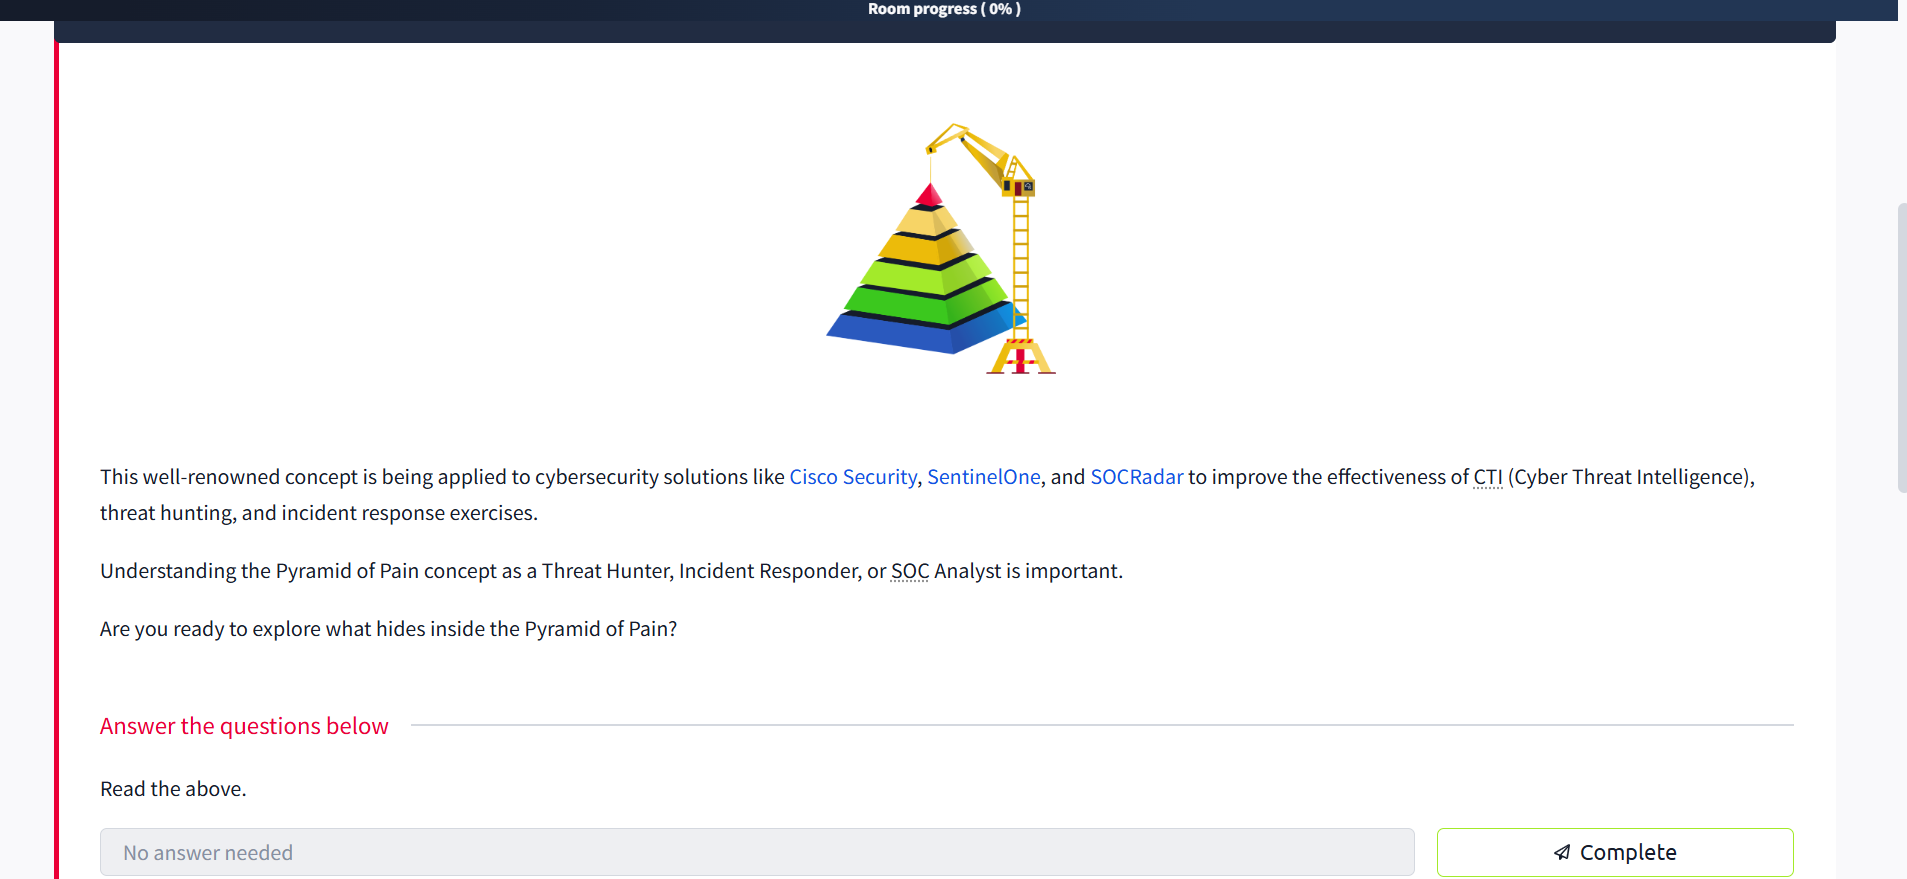 Room progress ( 0% )
This well-renowned concept is being applied to cybersecurity solutions like Cisco Security, SentinelOne, and SOCRadar to improve the effectiveness of CTI (Cyber Threat Intelligence),
threat hunting, and incident response exercises.
Understanding the Pyramid of Pain concept as a Threat Hunter, Incident Responder, or SOC Analyst is important.
Are you ready to explore what hides inside the Pyramid of Pain?
Answer the questions below
Read the above.
No answer needed
Complete